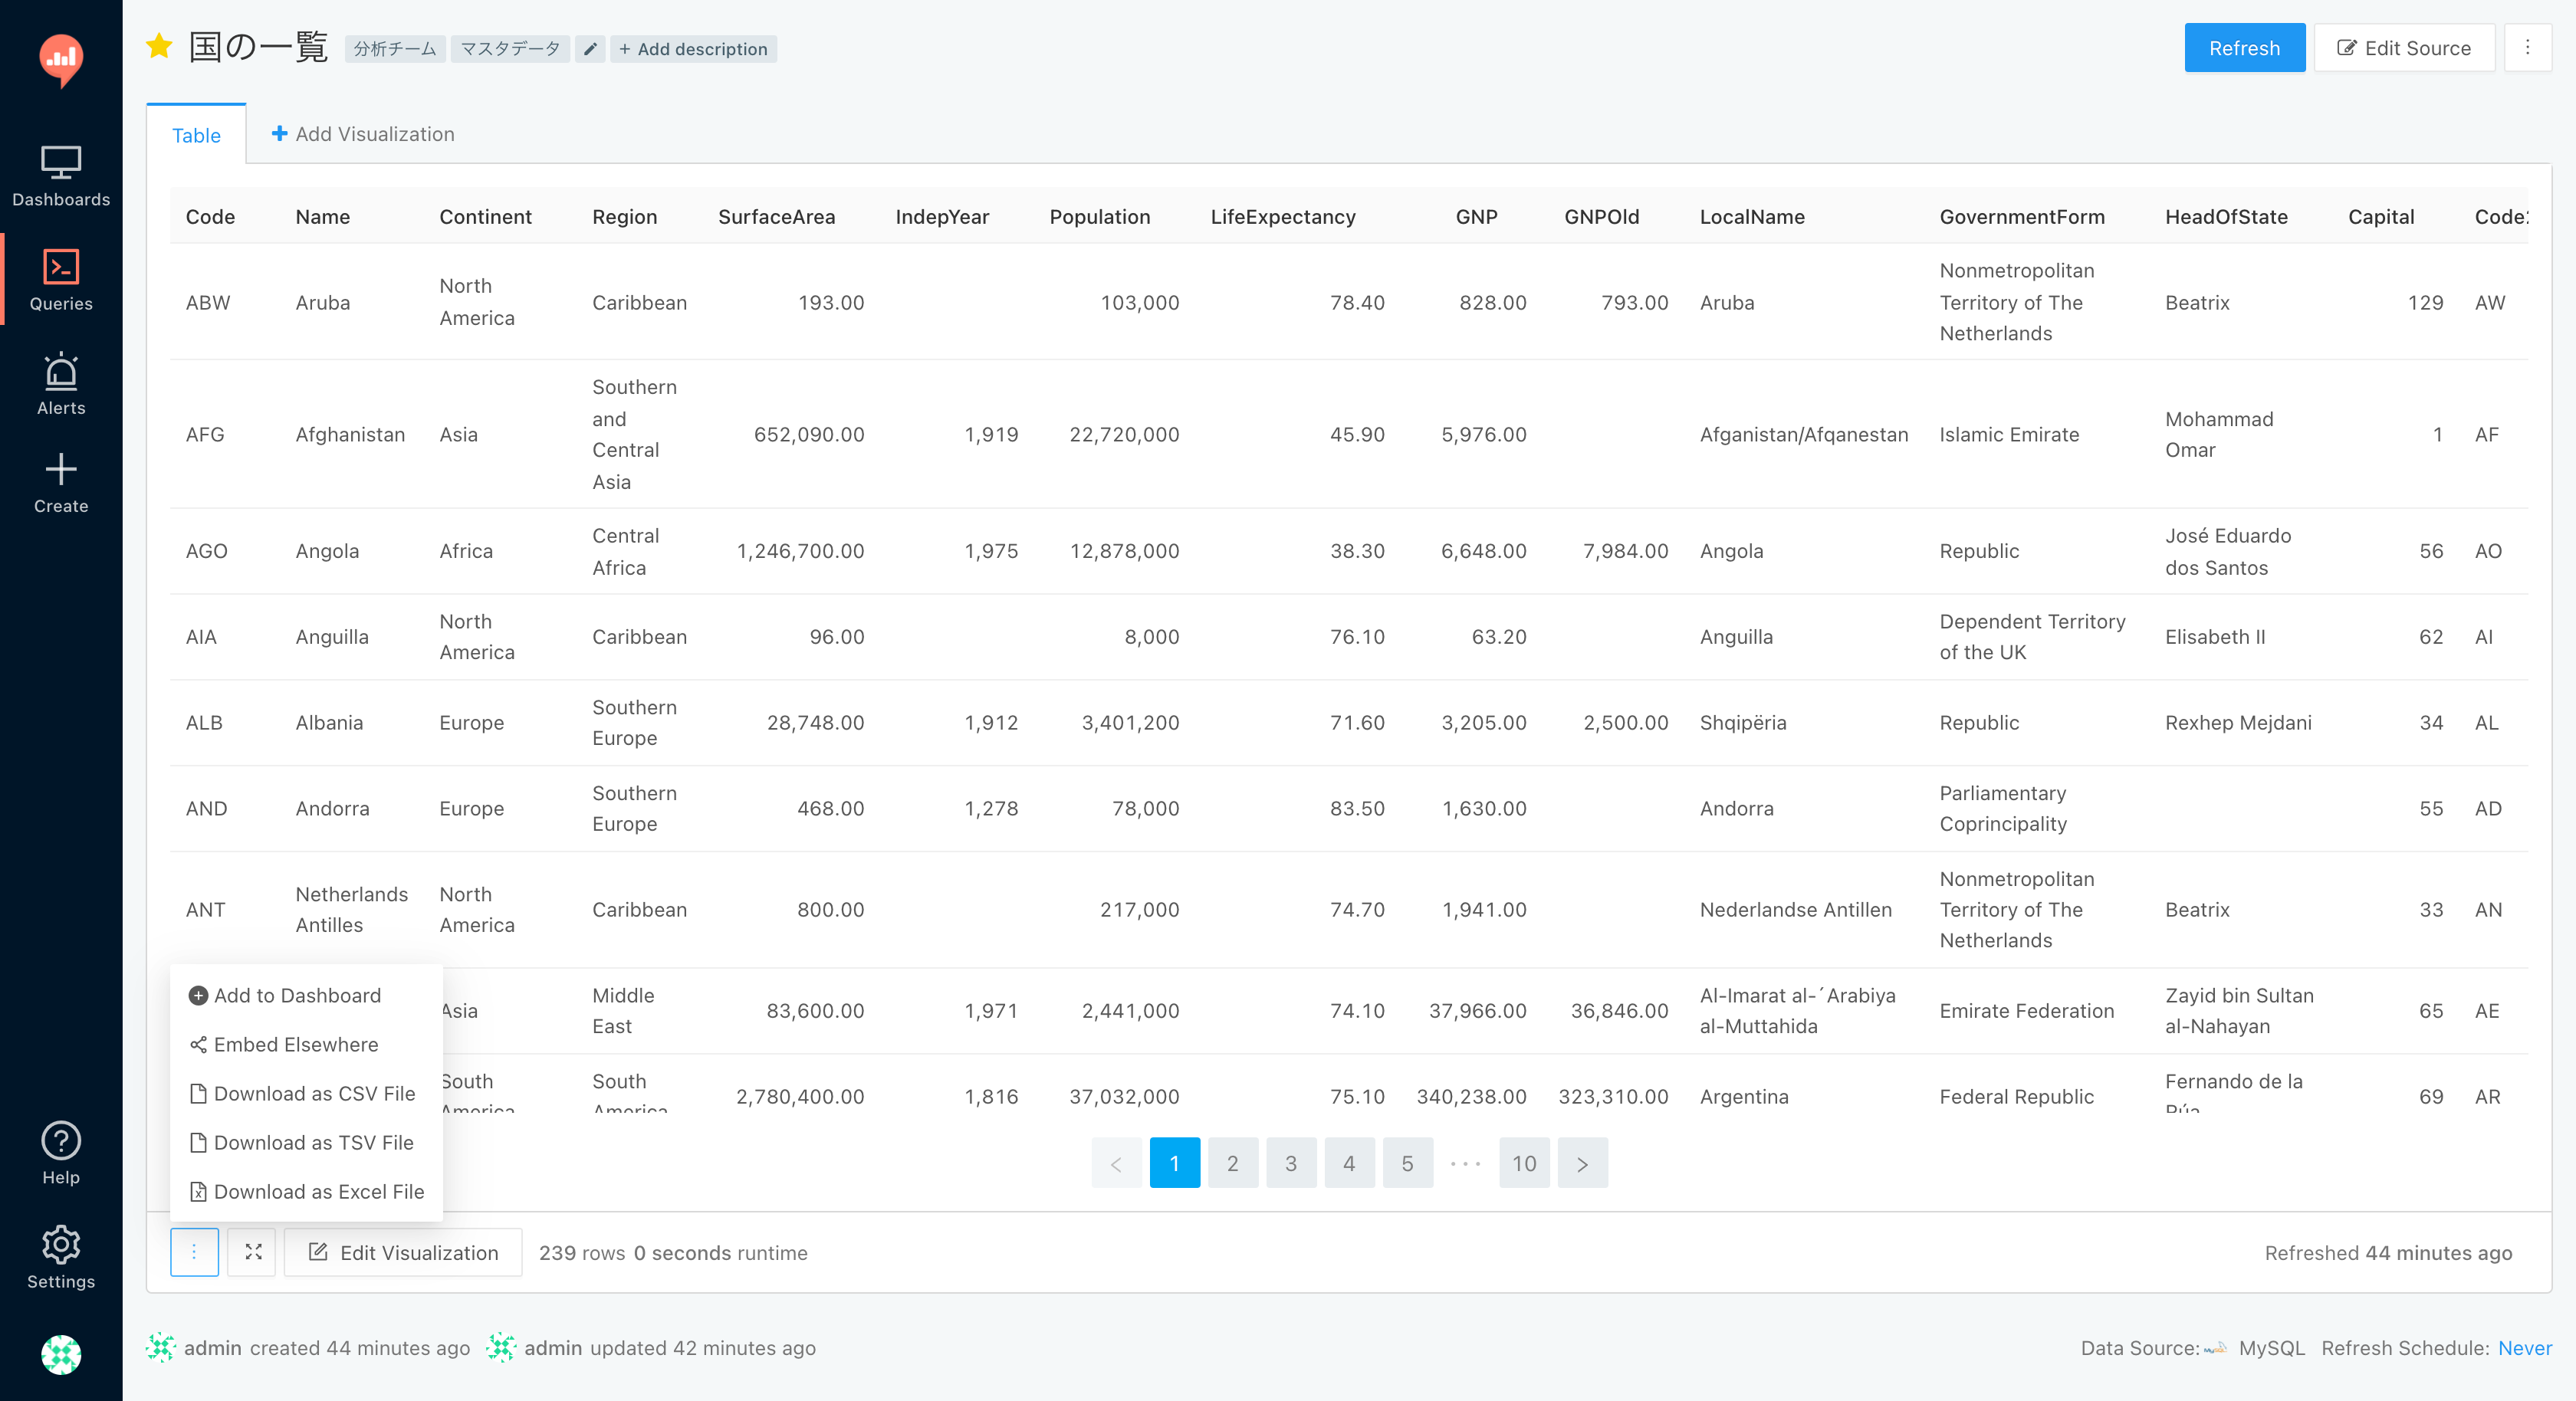 国の一覧 分析チーム マスタデータ + Add description
Refresh Edit Source
Dashboards
Queries
Alerts
Create
Help
Settings
Table Add Visualization
Code Name Continent Region SurfaceArea IndepYear Population LifeExpectancy GNP GNPOld LocalName GovernmentForm HeadOfState Capital
ABW Aruba North America Caribbean 193.00 103,000 78.40 828.00 793.00 Aruba Nonmetropolitan Territory of The Netherlands Beatrix 129 AW
AFG Afghanistan Asia Southern and Central Asia 652,090.00 1,919 22,720,000 45.90 5,976.00 Afganistan/Afqanestan Islamic Emirate Mohammad Omar 1 AF
AGO Angola Africa Central Africa 1,246,700.00 1,975 12,878,000 38.30 6,648.00 7,984.00 Angola Republic José Eduardo dos Santos 56 AO
AIA Anguilla North America Caribbean 96.00 8,000 76.10 63.20 Anguilla Dependent Territory of the UK Elisabeth II 62 AI
ALB Albania Europe Southern Europe 28,748.00 1,912 3,401,200 71.60 3,205.00 2,500.00 Shqipëria Republic Rexhep Mejdani 34 AL
AND Andorra Europe Southern Europe 468.00 1,278 78,000 83.50 1,630.00 Andorra Parliamentary Coprincipality 55 AD
ANT Netherlands Antilles North America Caribbean 800.00 217,000 74.70 1,941.00 Nederlandse Antillen Nonmetropolitan Territory of The Netherlands Beatrix 33 AN
Asia Middle East 83,600.00 1,971 2,441,000 74.10 37,966.00 36,846.00 Al-Imarat al-´Arabiya al-Muttahida Emirate Federation Zayid bin Sultan al-Nahayan 65 AE
South America South America 2,780,400.00 1,816 37,032,000 75.10 340,238.00 323,310.00 Argentina Federal Republic Fernando de la Rúa 69 AR
Add to Dashboard
Embed Elsewhere
Download as CSV File
Download as TSV File
Download as Excel File
< 1 2 3 4 5 ••• 10 >
Edit Visualization 239 rows 0 seconds runtime Refreshed 44 minutes ago
admin created 44 minutes ago admin updated 42 minutes ago Data Source: MySQL Refresh Schedule: Never